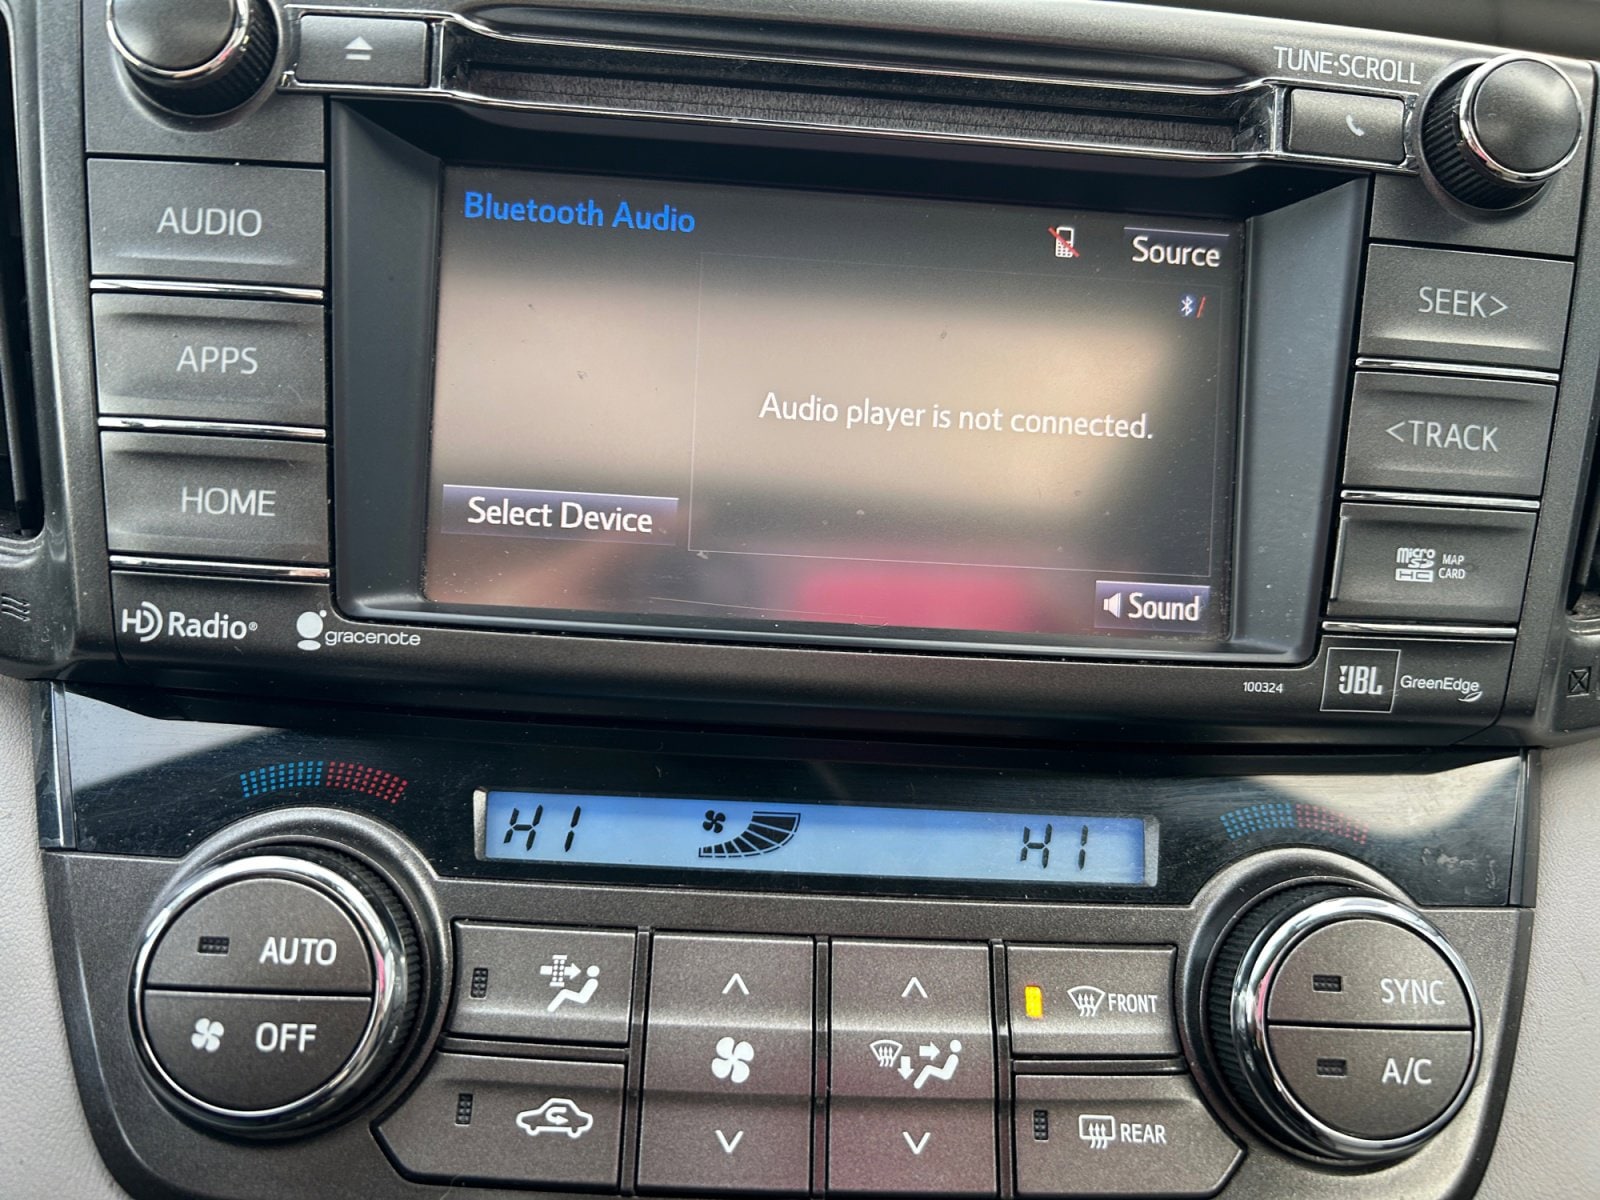 TUNE·SCROLL
AUDIO
APPS
HOME
Bluetooth Audio
Source
Audio player is not connected.
Select Device
Sound
SEEK>
<TRACK
micro SD HC MAP CARD
HD Radio®
gracenote
100324
JBL GreenEdge
HI HI
AUTO
OFF
FRONT
REAR
SYNC
A/C